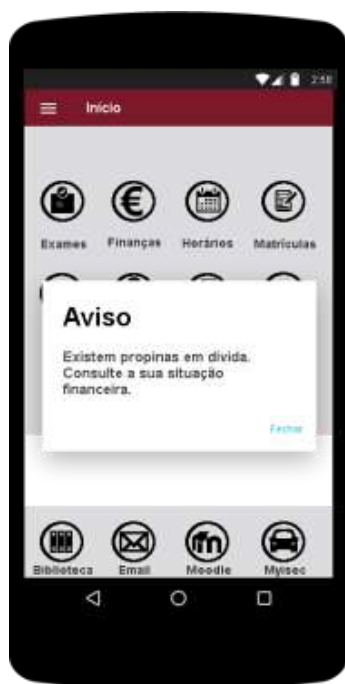 2:58
Início
Exames Finanças Horários Matrículas
Aviso
Existem propinas em dívida.
Consulte a sua situação
financeira.
Fechar
Biblioteca Email Moodle Myisec